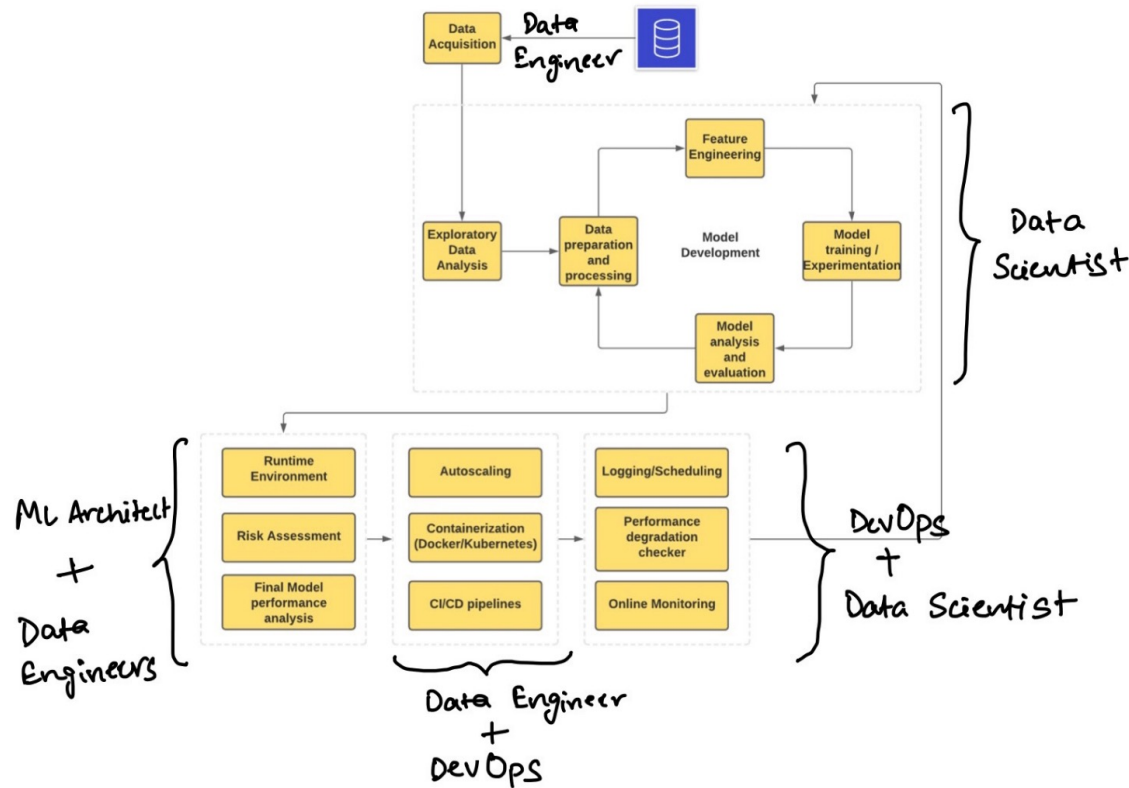 Data
Acquisition
Data
Engineer
Feature
Engineering
Exploratory
Data
Analysis
Data
preparation
and
processing
Model
Development
Model
training /
Experimentation
Model
analysis
and
evaluation
Data
Scientist
ML Architect
+
Data
Engineers
Runtime
Environment
Risk Assessment
Final Model
performance
analysis
Autoscaling
Containerization
(Docker/Kubernetes)
CI/CD pipelines
Logging/Scheduling
Performance
degradation
checker
Online Monitoring
DevOps
+
Data Scientist
Data Engineer
+
DevOps